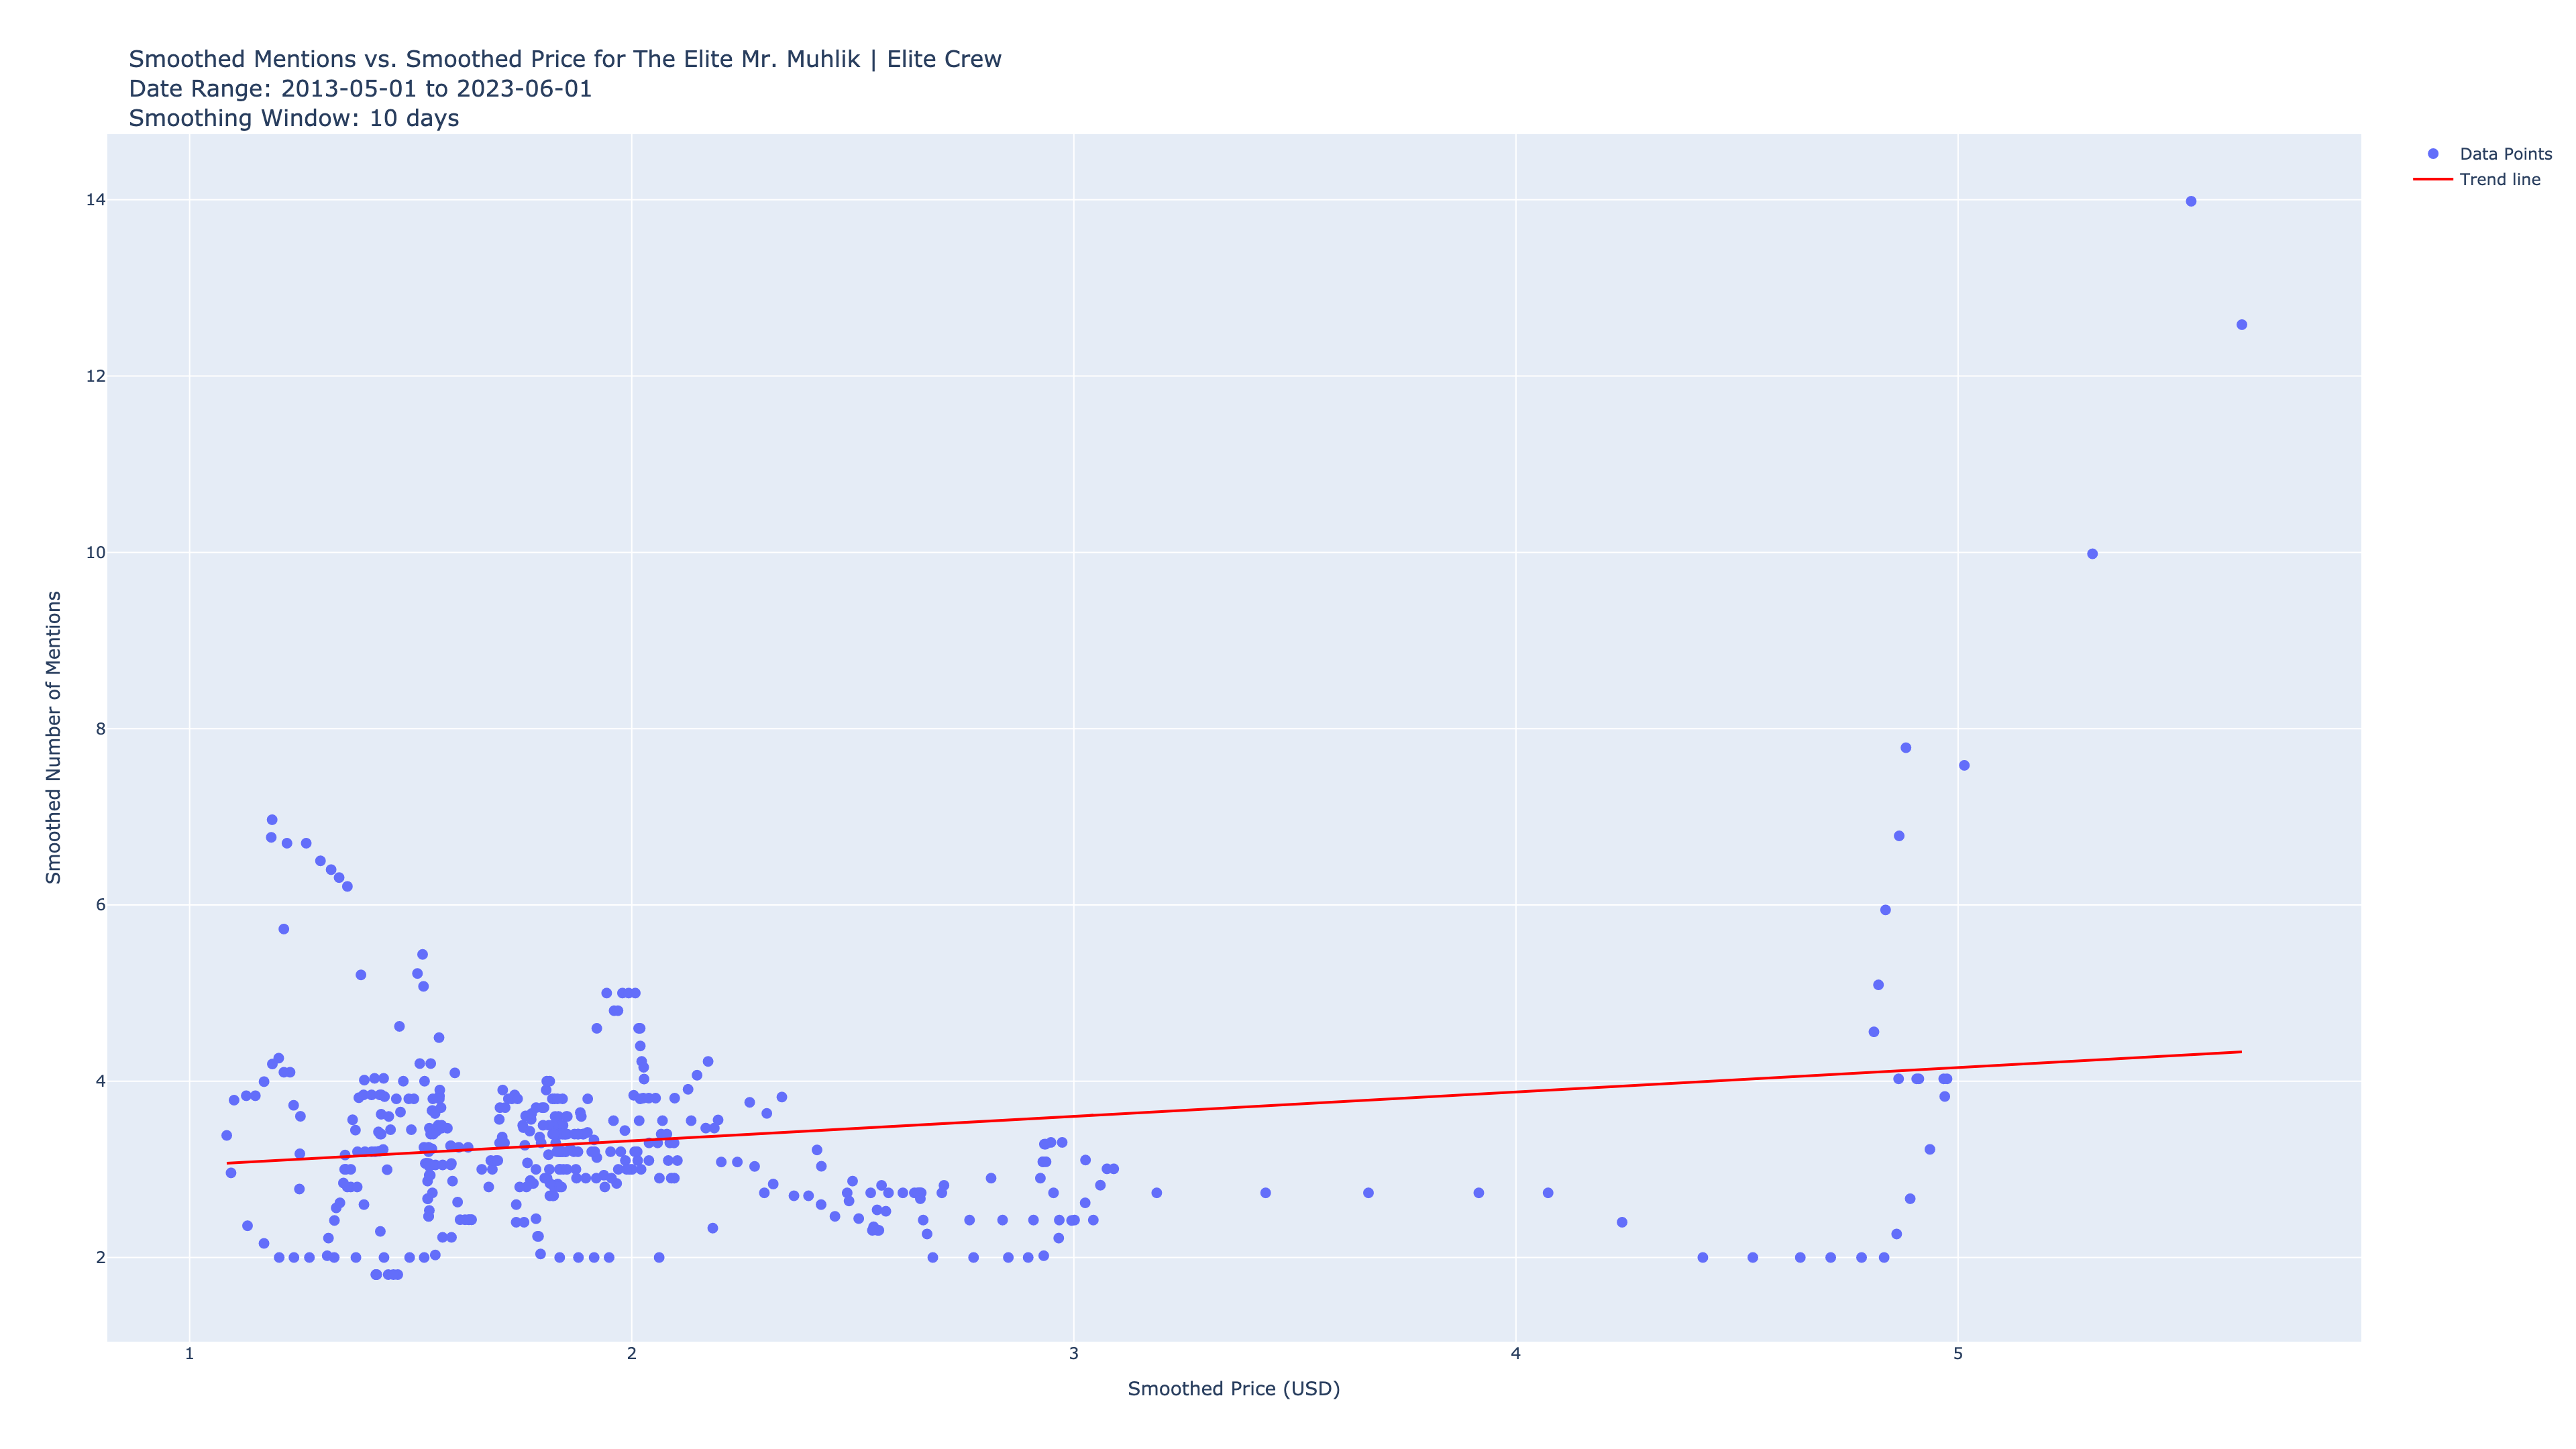 Smoothed Mentions vs. Smoothed Price for The Elite Mr. Muhlik | Elite Crew
Date Range: 2013-05-01 to 2023-06-01
Smoothing Window: 10 days
Data Points
Trend line
Smoothed Number of Mentions
14
12
10
8
6
4
2
1 2 3 4 5
Smoothed Price (USD)